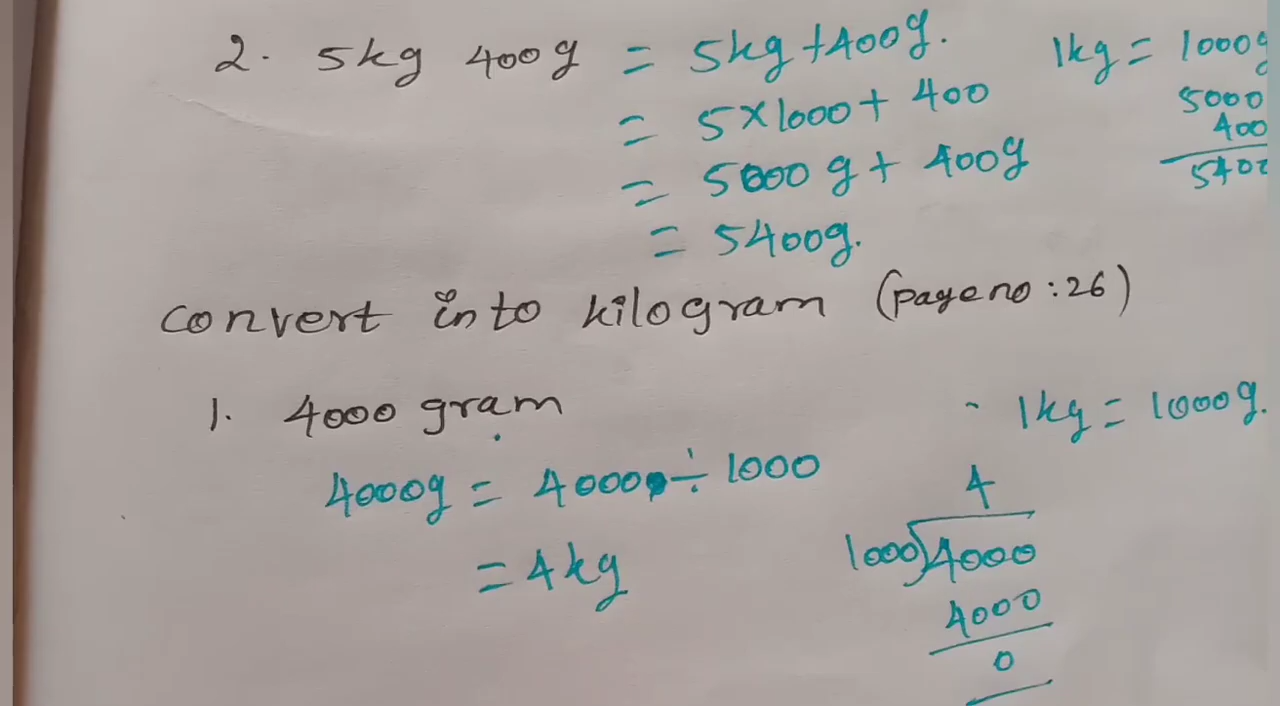 2. 5kg 400g = 5kg + 400g. 1kg = 1000g
= 5 × 1000 + 400 5000
400
= 5000 g + 400g 540
= 5400g.
convert into kilogram (page no : 26)
1. 4000 gram - 1kg = 1000g.
4000g = 4000 ÷ 1000 4
= 4kg 1000)4000
4000
0